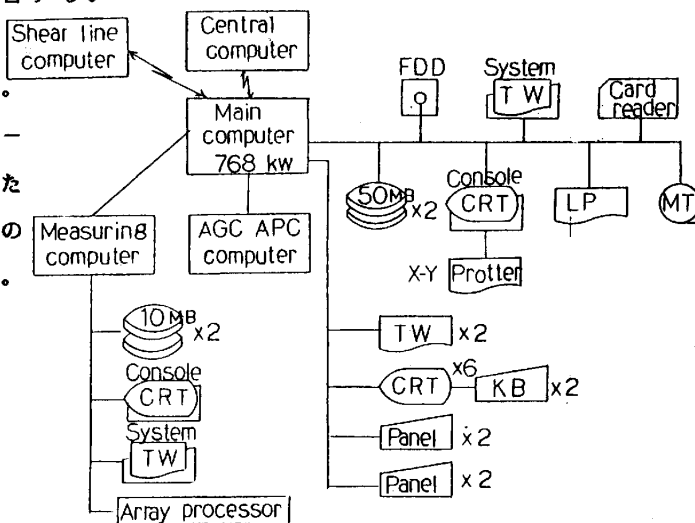 Shear line
computer
Central
computer
FDD
System
TW
Card
reader
Main
computer
768 kw
。
ー
た
の
。
50MB
x2
Console
CRT
LP
MT
X-Y Protter
Measuring
computer
AGC APC
computer
10MB
x2
Console
CRT
System
TW
Array processor
TW x2
CRT
x6
KB x2
Panel x2
Panel x2